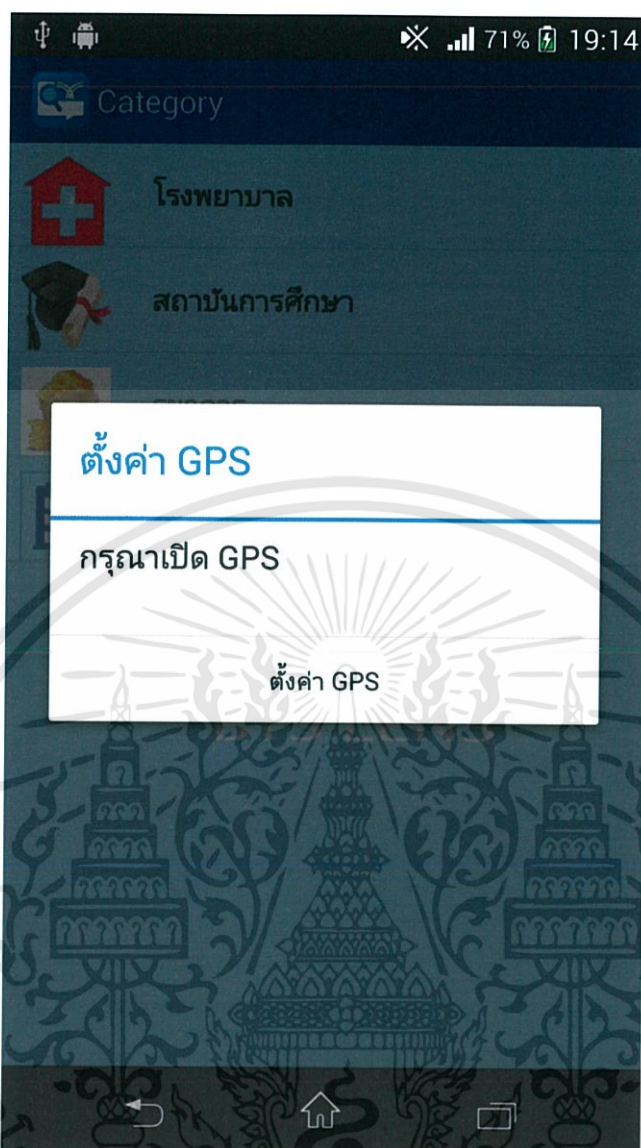 71% 19:14
Category
โรงพยาบาล
สถาบันการศึกษา
ตั้งค่า GPS
กรุณาเปิด GPS
ตั้งค่า GPS